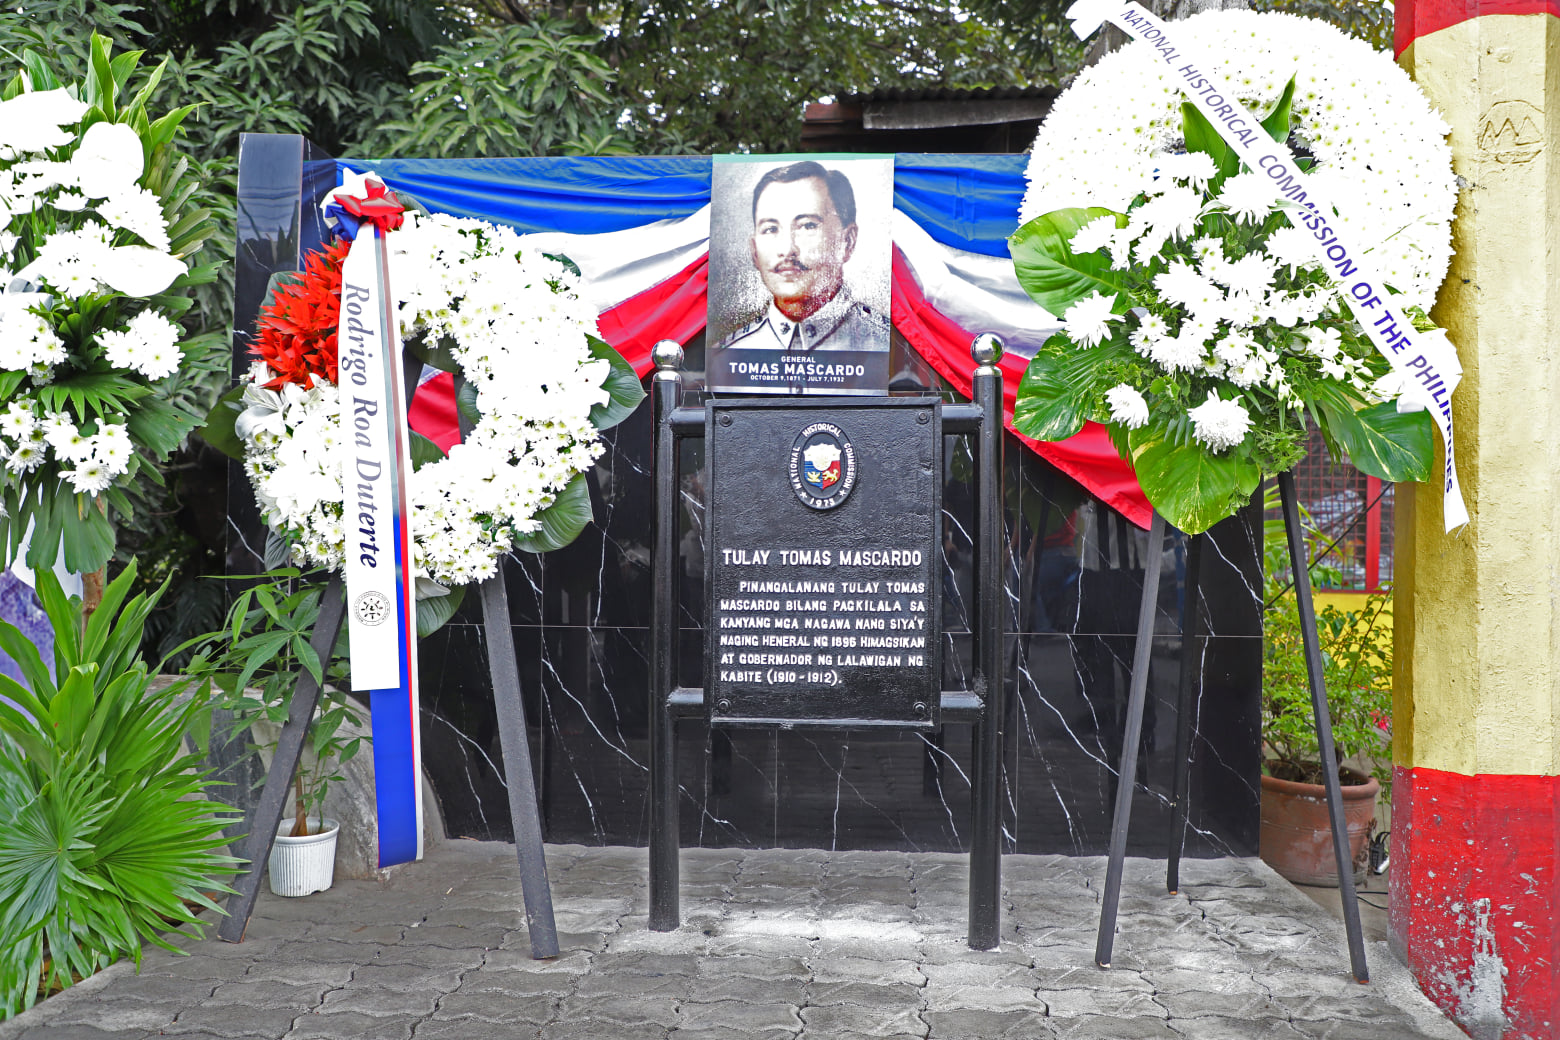 NATIONAL HISTORICAL COMMISSION OF THE PHILIPPINES
Rodrigo Roa Duterte
GENERAL
TOMAS MASCARDO
OCTOBER 9, 1871 - JULY 7, 1932
NATIONAL HISTORICAL COMMISSION
1972
TULAY TOMAS MASCARDO
PINANGALANANG TULAY TOMAS
MASCARDO BILANG PAGKILALA SA
KANYANG MGA NAGAWA NANG SIYA'Y
NAGING HENERAL NG 1896 HIMAGSIKAN
AT GOBERNADOR NG LALAWIGAN NG
KABITE (1910-1912).